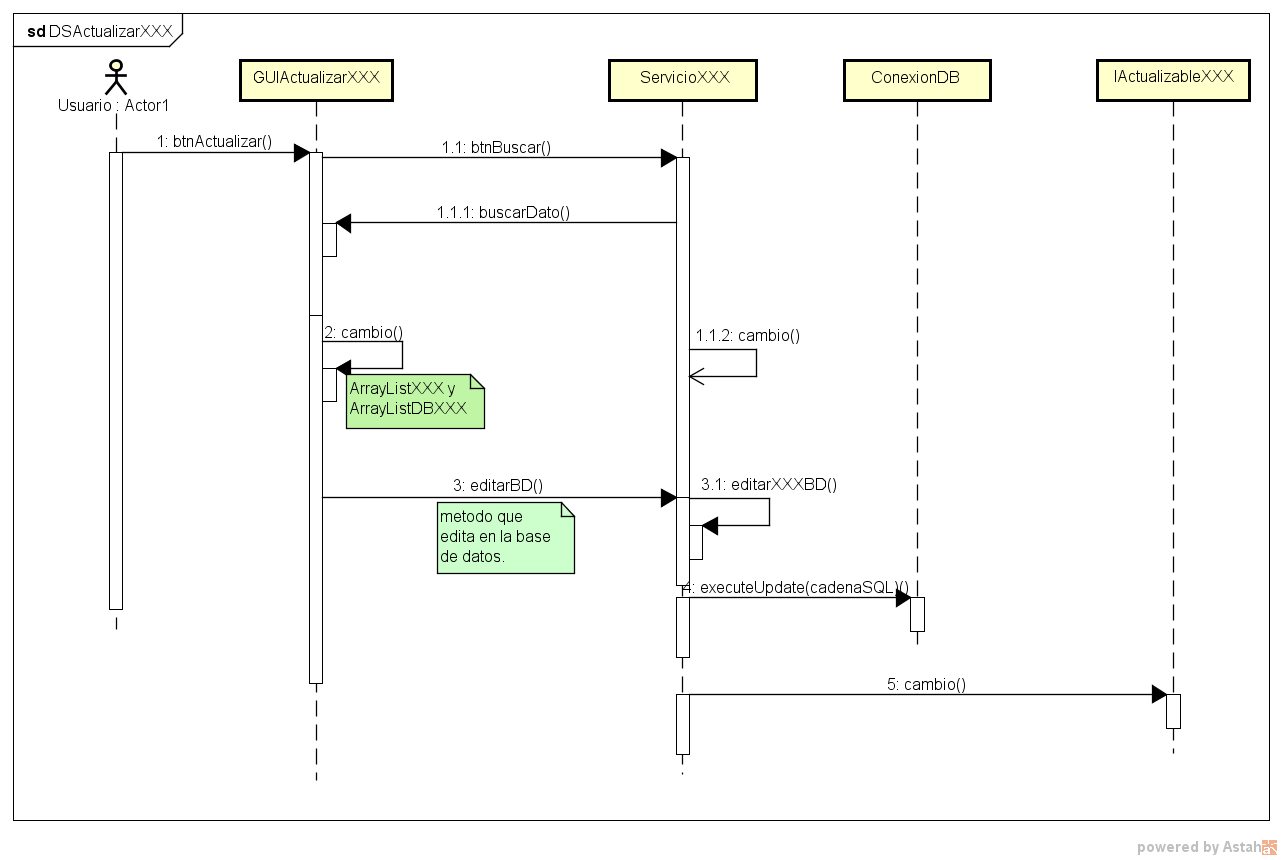 sd DSActualizarXXX
Usuario : Actor1
GUIActualizarXXX
ServicioXXX
ConexionDB
IActualizableXXX
1: btnActualizar()
1.1: btnBuscar()
1.1.1: buscarDato()
2: cambio()
1.1.2: cambio()
ArrayListXXX y
ArrayListDBXXX
3: editarBD()
3.1: editarXXXBD()
metodo que
edita en la base
de datos.
4: executeUpdate(cadenaSQL)()
5: cambio()
powered by Astah